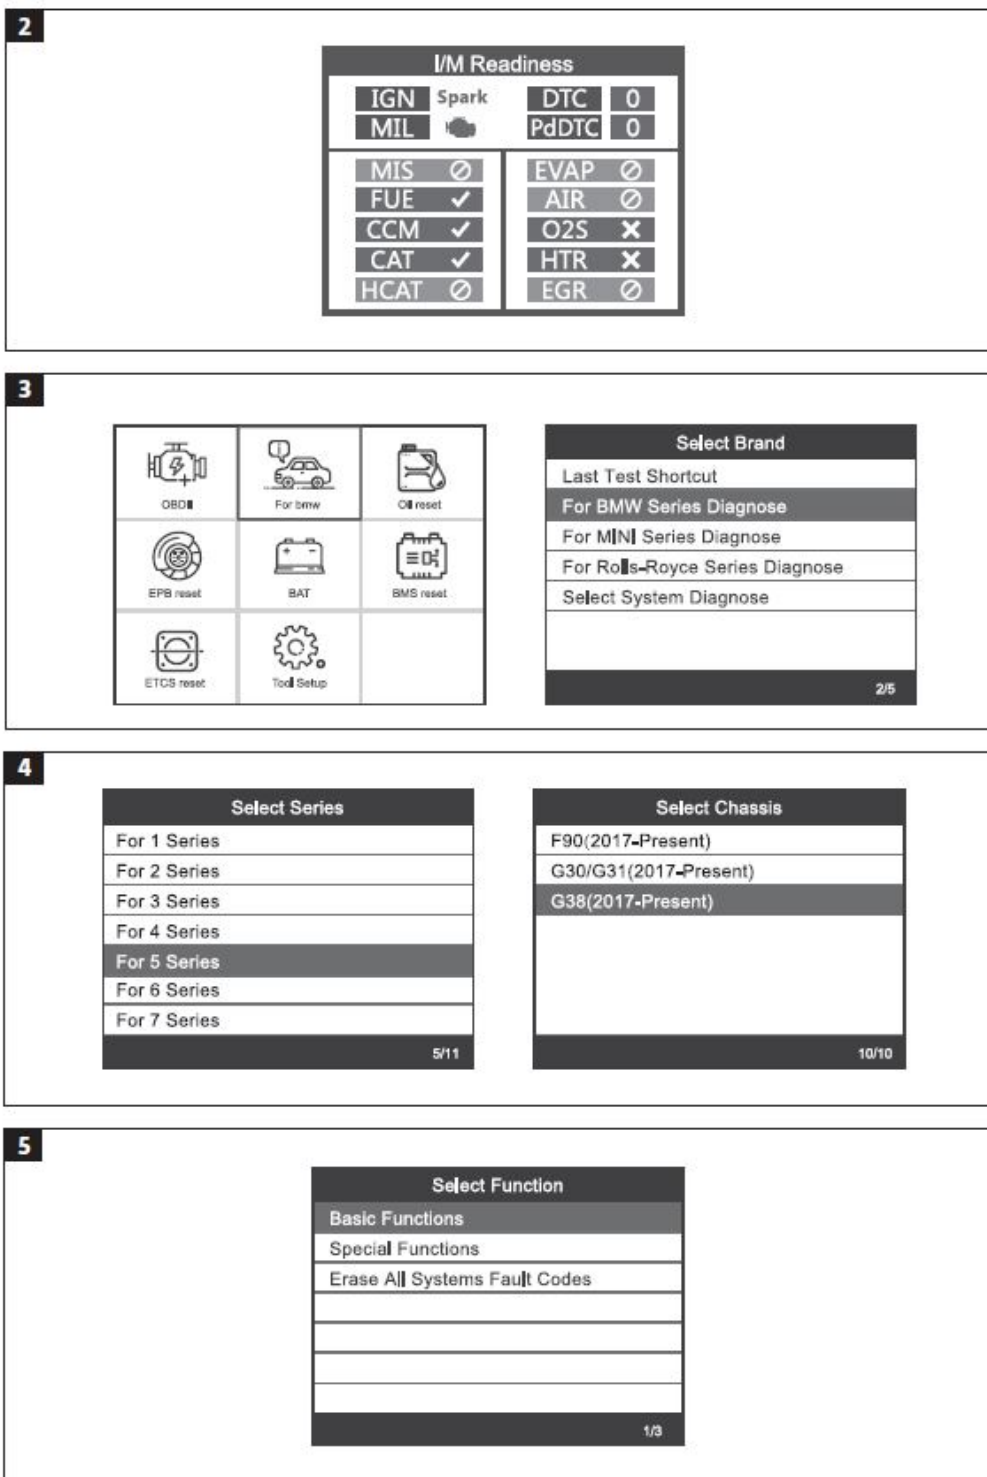 2
I/M Readiness
IGN Spark DTC 0
MIL PdDTC 0
MIS EVAP
FUE AIR
CCM O2S
CAT HTR
HCAT EGR
3
OBDII For bmw Oil reset
EPB reset BAT BMS reset
ETCS reset Tool Setup
Select Brand
Last Test Shortcut
For BMW Series Diagnose
For MINI Series Diagnose
For Rolls-Royce Series Diagnose
Select System Diagnose
2/5
4
Select Series
For 1 Series
For 2 Series
For 3 Series
For 4 Series
For 5 Series
For 6 Series
For 7 Series
5/11
Select Chassis
F90(2017-Present)
G30/G31(2017-Present)
G38(2017-Present)
10/10
5
Select Function
Basic Functions
Special Functions
Erase All Systems Fault Codes
1/3